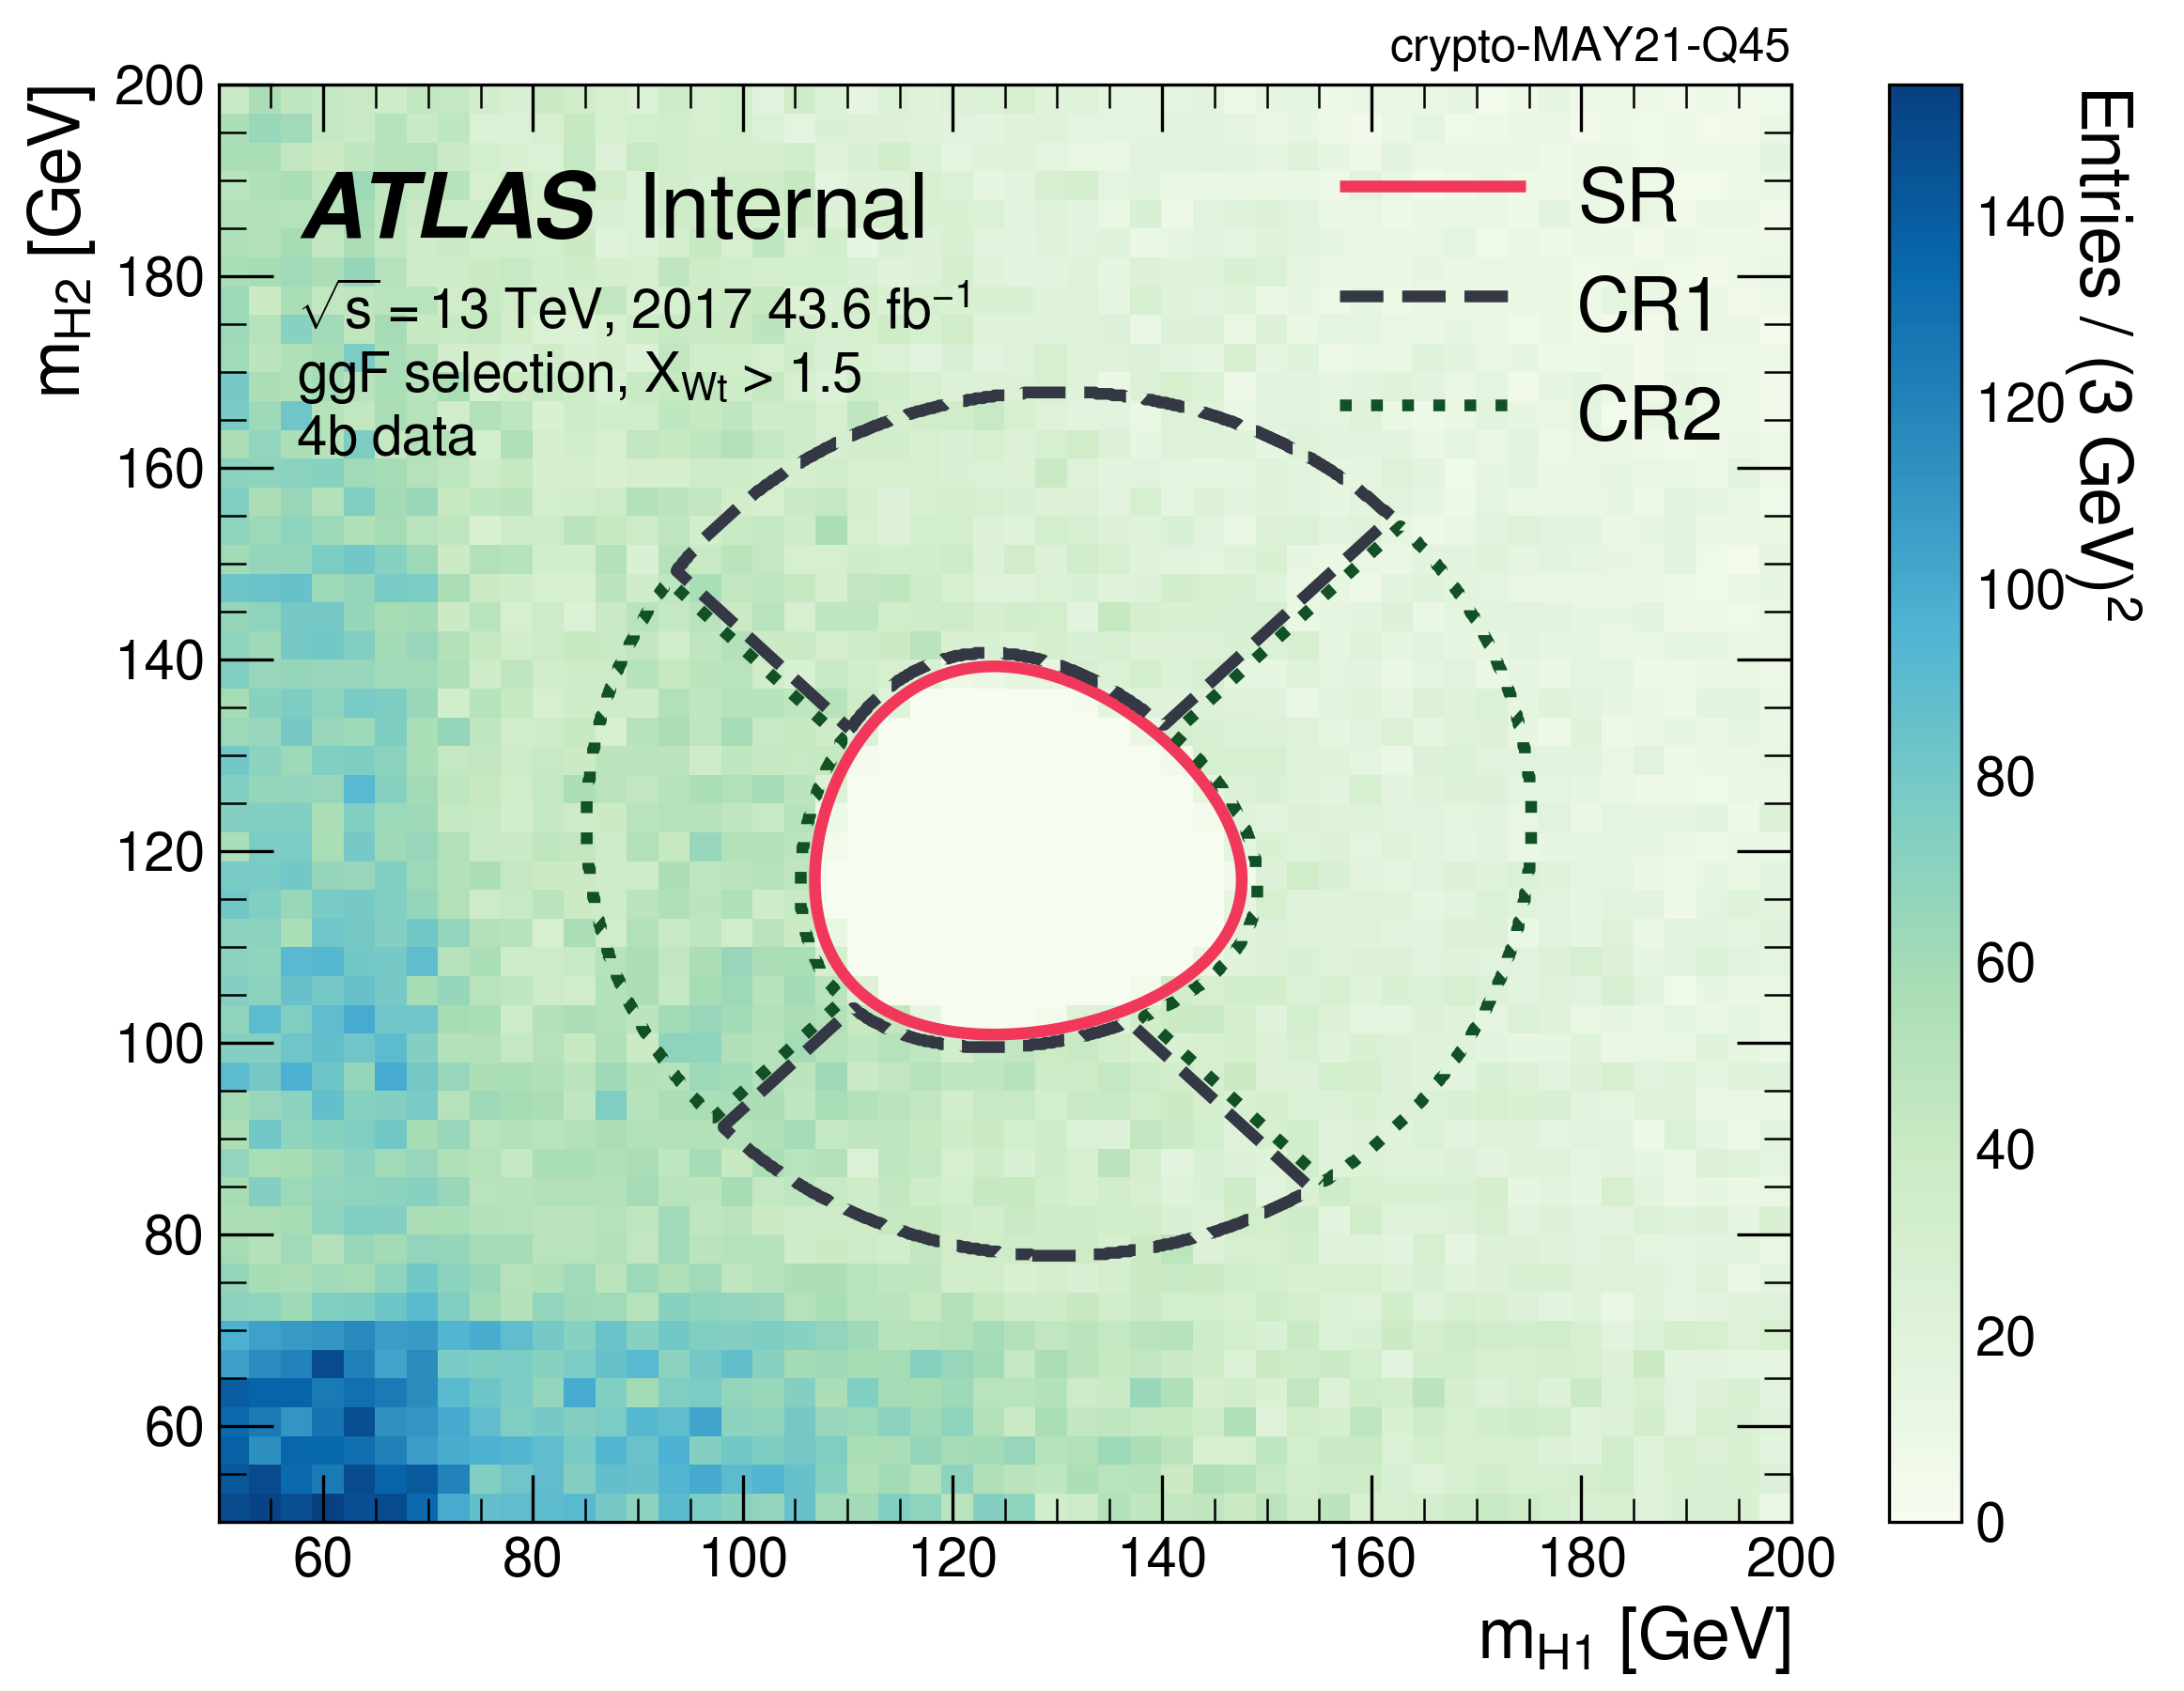 crypto-MAY21-Q45
ATLAS Internal
√s = 13 TeV, 2017 43.6 fb⁻¹
ggF selection, X_Wt > 1.5
4b data
SR
CR1
CR2
m_H2 [GeV]
200
180
160
140
120
100
80
60
60 80 100 120 140 160 180 200
m_H1 [GeV]
140
120
100
80
60
40
20
0
Entries / (3 GeV)²